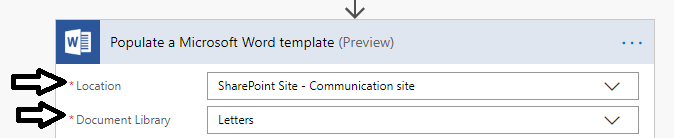 Populate a Microsoft Word template (Preview)
*Location SharePoint Site - Communication site
*Document Library Letters